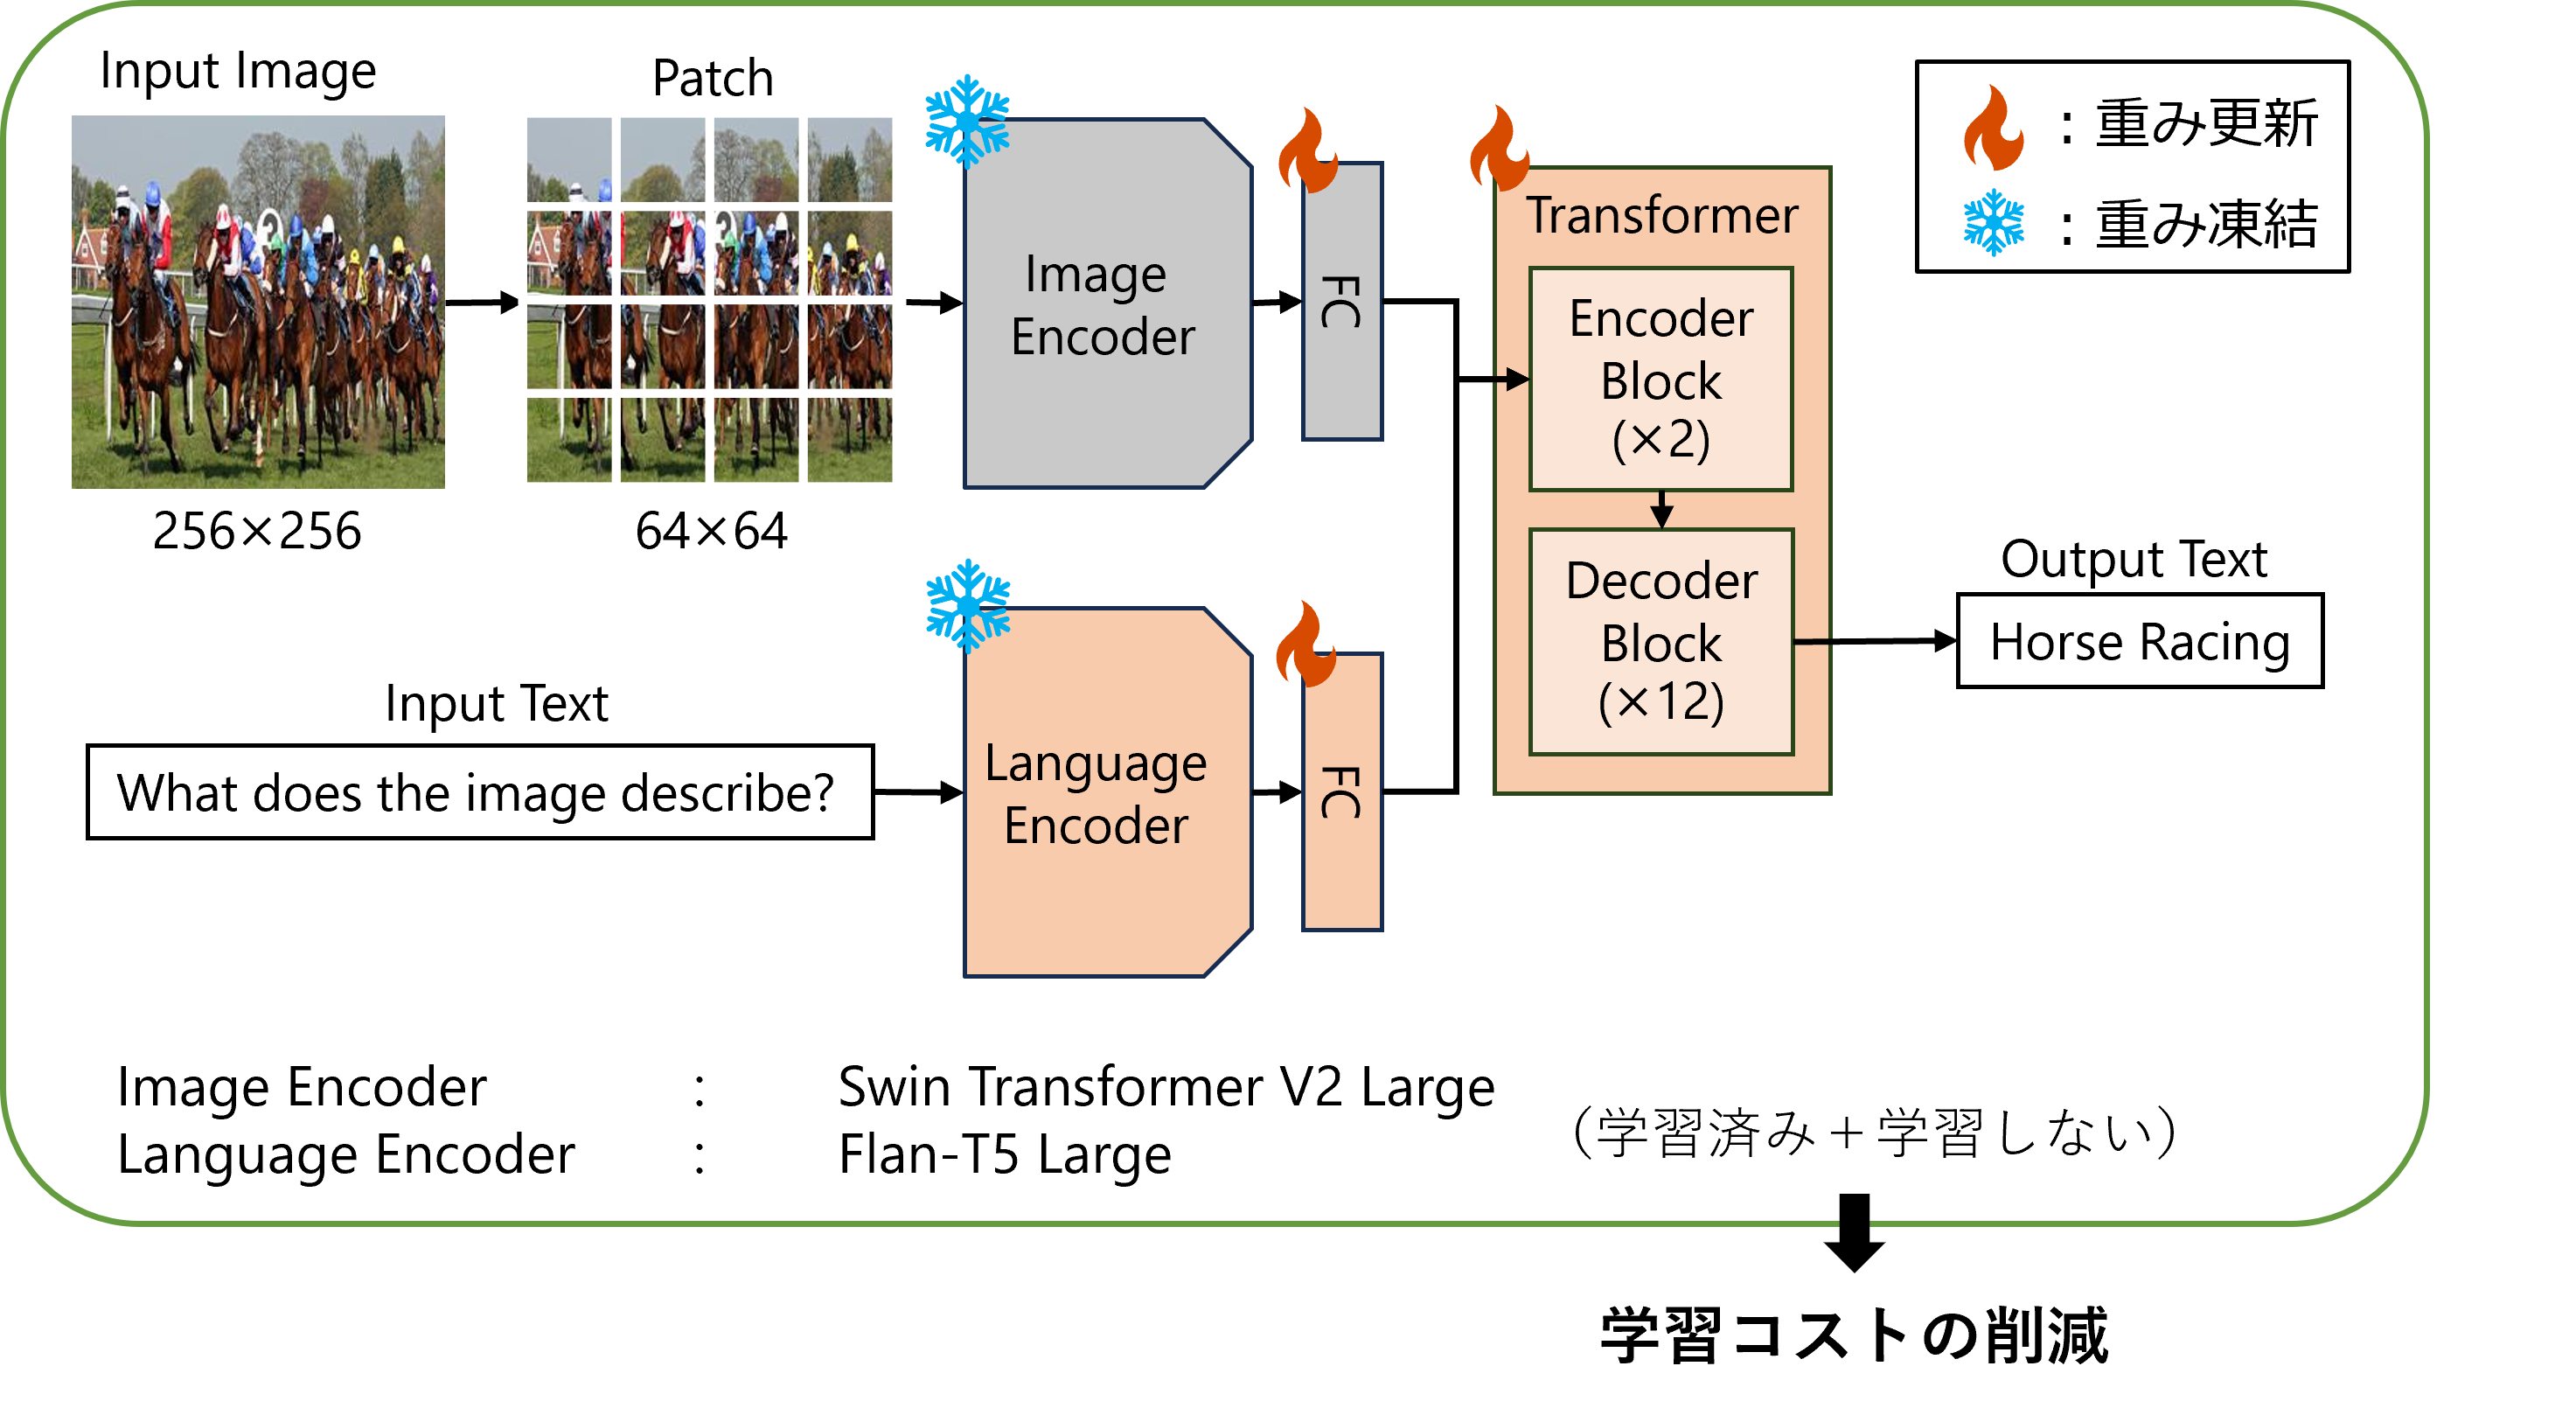 Input Image
Patch
256×256
64×64
Image
Encoder
FC
Transformer
Encoder
Block
(×2)
Decoder
Block
(×12)
：重み更新
：重み凍結
Output Text
Horse Racing
Input Text
What does the image describe?
Language
Encoder
FC
Image Encoder : Swin Transformer V2 Large
Language Encoder : Flan-T5 Large
（学習済み＋学習しない）
学習コストの削減